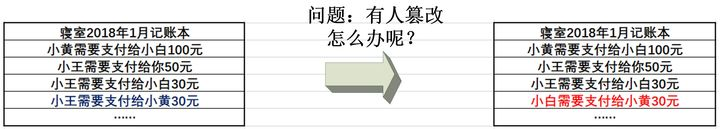 寝室2018年1月记账本
小黄需要支付给小白100元
小王需要支付给你50元
小王需要支付给小白30元
小王需要支付给小黄30元
……
问题：有人篡改
怎么办呢？
寝室2018年1月记账本
小黄需要支付给小白100元
小王需要支付给你50元
小王需要支付给小白30元
小白需要支付给小黄30元
……